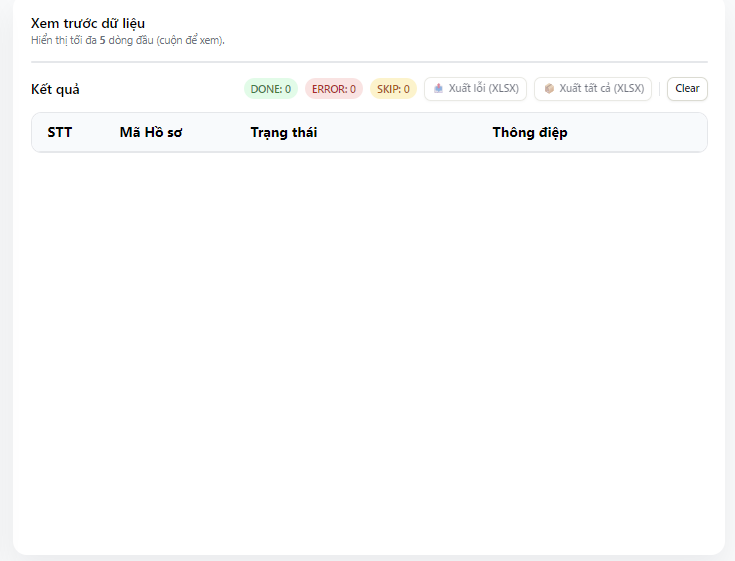 Xem trước dữ liệu
Hiển thị tối đa 5 dòng đầu (cuộn để xem).
Kết quả DONE: 0 ERROR: 0 SKIP: 0 Xuất lỗi (XLSX) Xuất tất cả (XLSX) Clear
STT Mã Hồ sơ Trạng thái Thông điệp